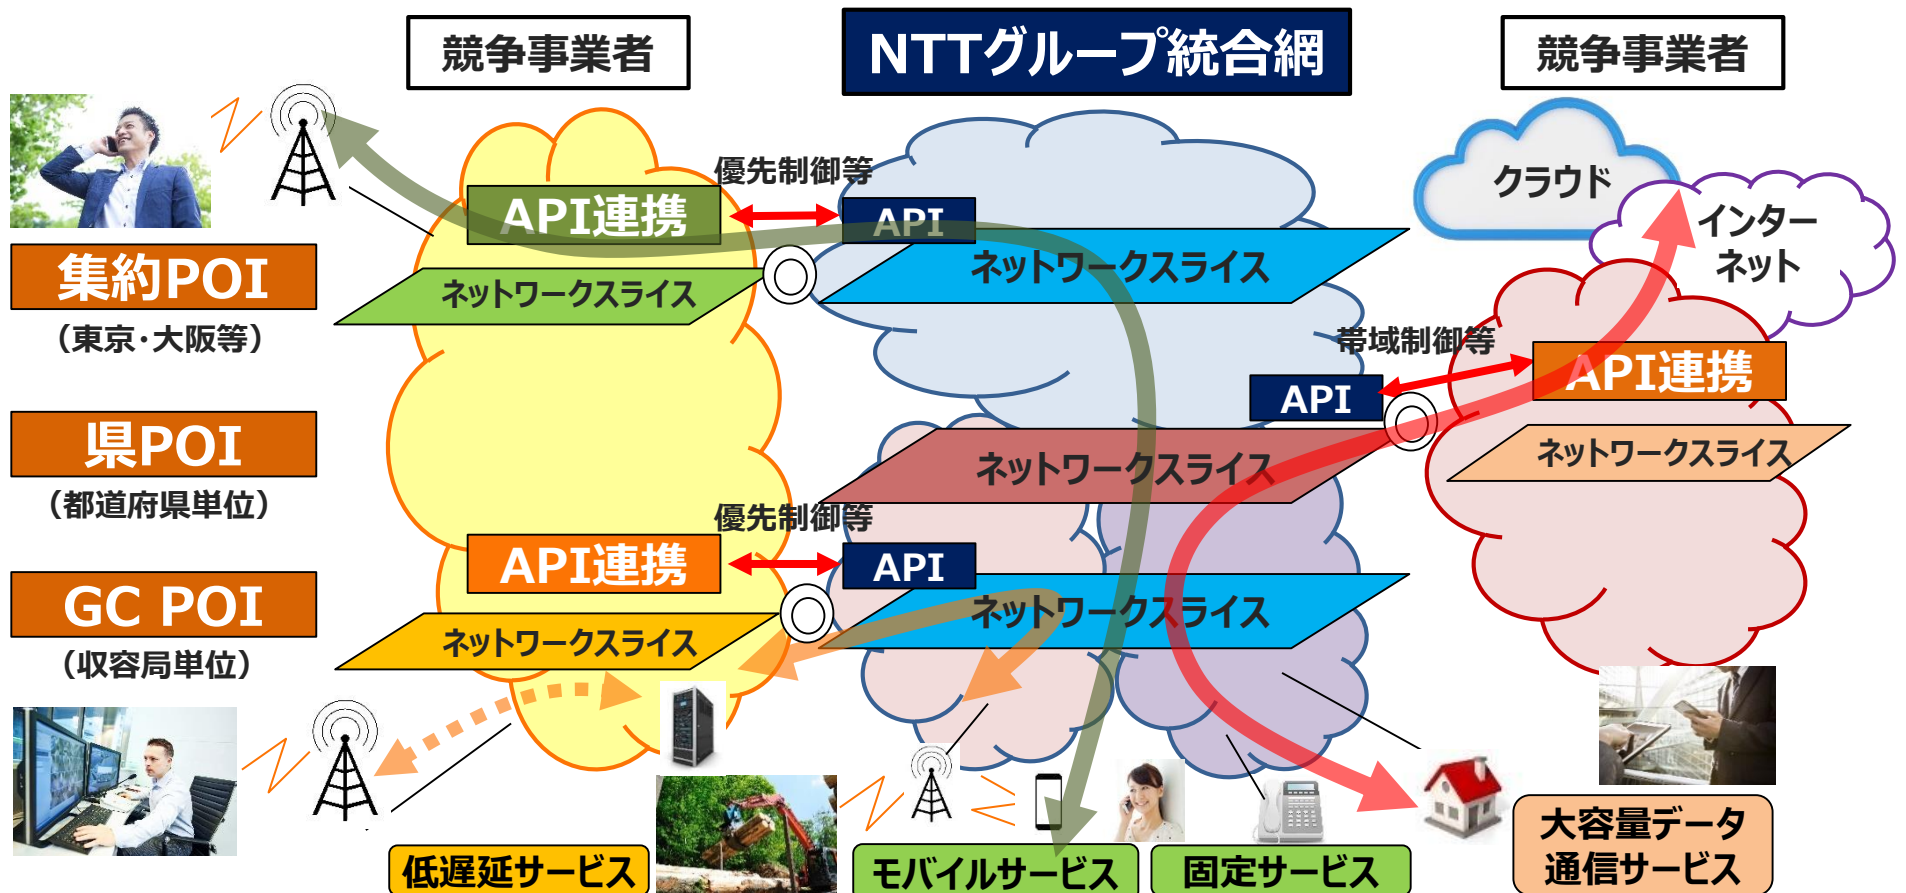 競争事業者
NTTグループ統合網
競争事業者
優先制御等
API連携
API
クラウド
インター
ネット
集約POI
(東京・大阪等)
ネットワークスライス
ネットワークスライス
帯域制御等
API
API連携
県POI
(都道府県単位)
ネットワークスライス
ネットワークスライス
優先制御等
API連携
API
GC POI
(収容局単位)
ネットワークスライス
ネットワークスライス
低遅延サービス
モバイルサービス
固定サービス
大容量データ
通信サービス